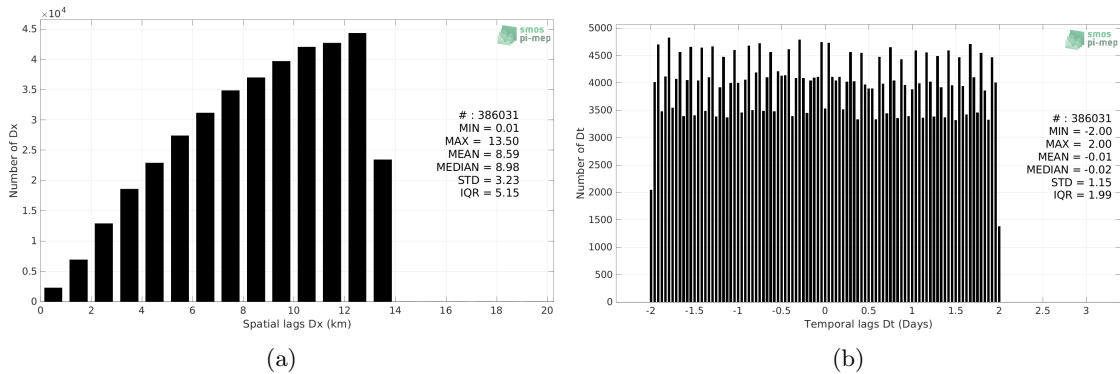 ×10⁴
4.5
4
3.5
3
2.5
2
1.5
1
0.5
0
Number of Dx
smos
pi-mep
# : 386031
MIN = 0.01
MAX = 13.50
MEAN = 8.59
MEDIAN = 8.98
STD = 3.23
IQR = 5.15
0 2 4 6 8 10 12 14 16 18 20
Spatial lags Dx (km)
(a)
5000
4500
4000
3500
3000
2500
2000
1500
1000
500
0
Number of Dt
smos
pi-mep
# : 386031
MIN = -2.00
MAX = 2.00
MEAN = -0.01
MEDIAN = -0.02
STD = 1.15
IQR = 1.99
-2 -1.5 -1 -0.5 0 0.5 1 1.5 2 2.5 3
Temporal lags Dt (Days)
(b)